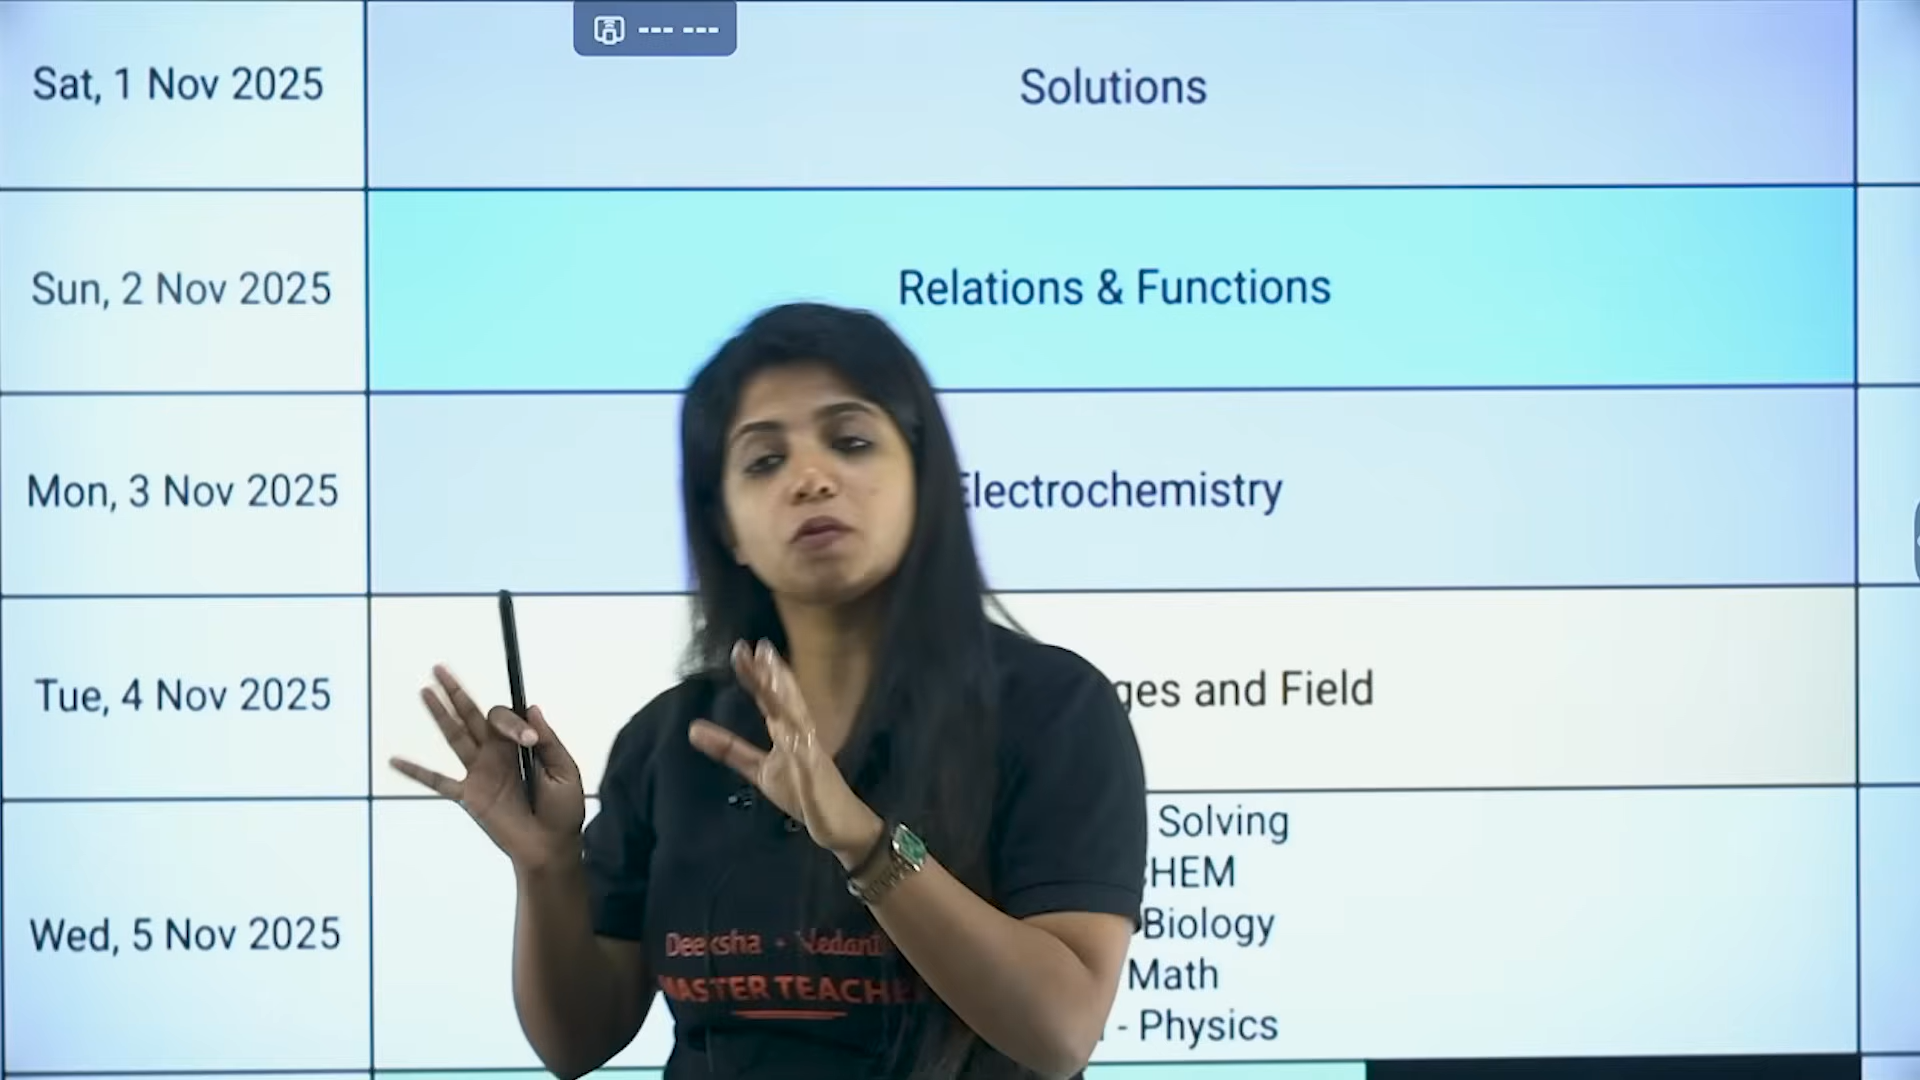 --- ---
Sat, 1 Nov 2025
Solutions
Sun, 2 Nov 2025
Relations & Functions
Mon, 3 Nov 2025
Electrochemistry
Tue, 4 Nov 2025
ges and Field
Wed, 5 Nov 2025
Solving
HEM
Biology
Math
- Physics
Deeksha - Vedantu
MASTER TEACHER